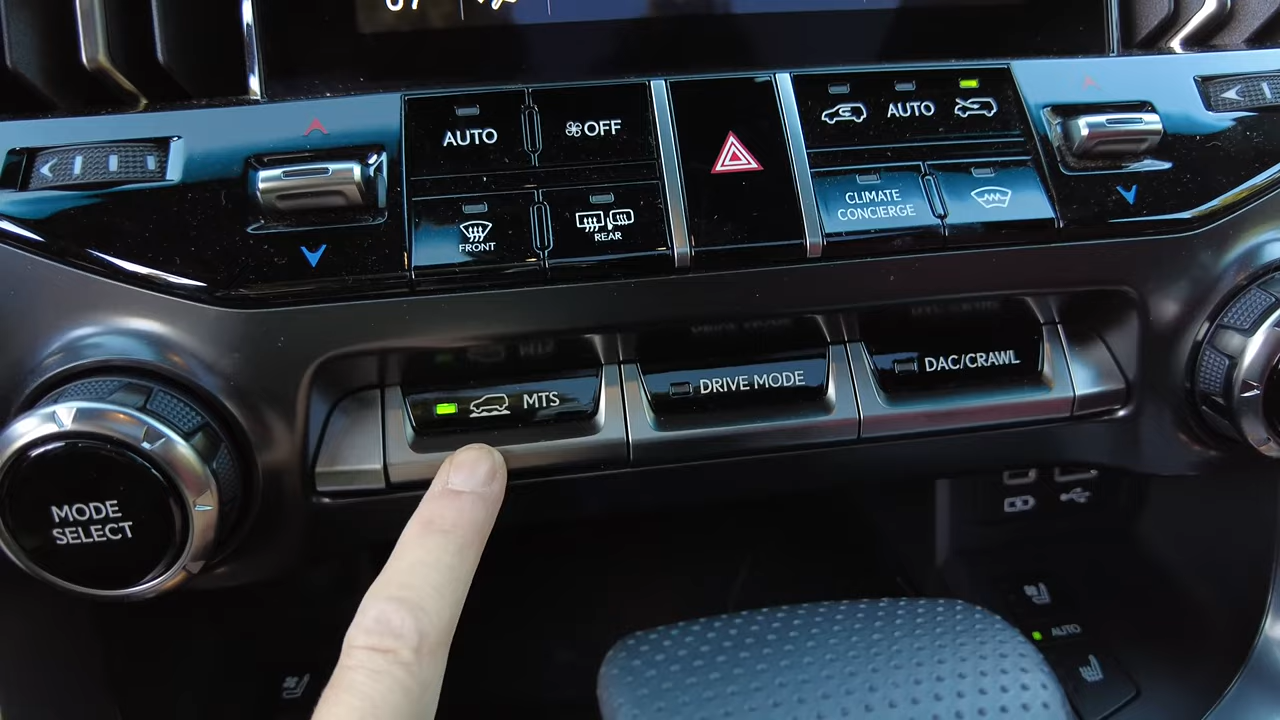 AUTO
OFF
AUTO
FRONT
REAR
CLIMATE
CONCIERGE
MTS
DRIVE MODE
DAC/CRAWL
MODE
SELECT
AUTO